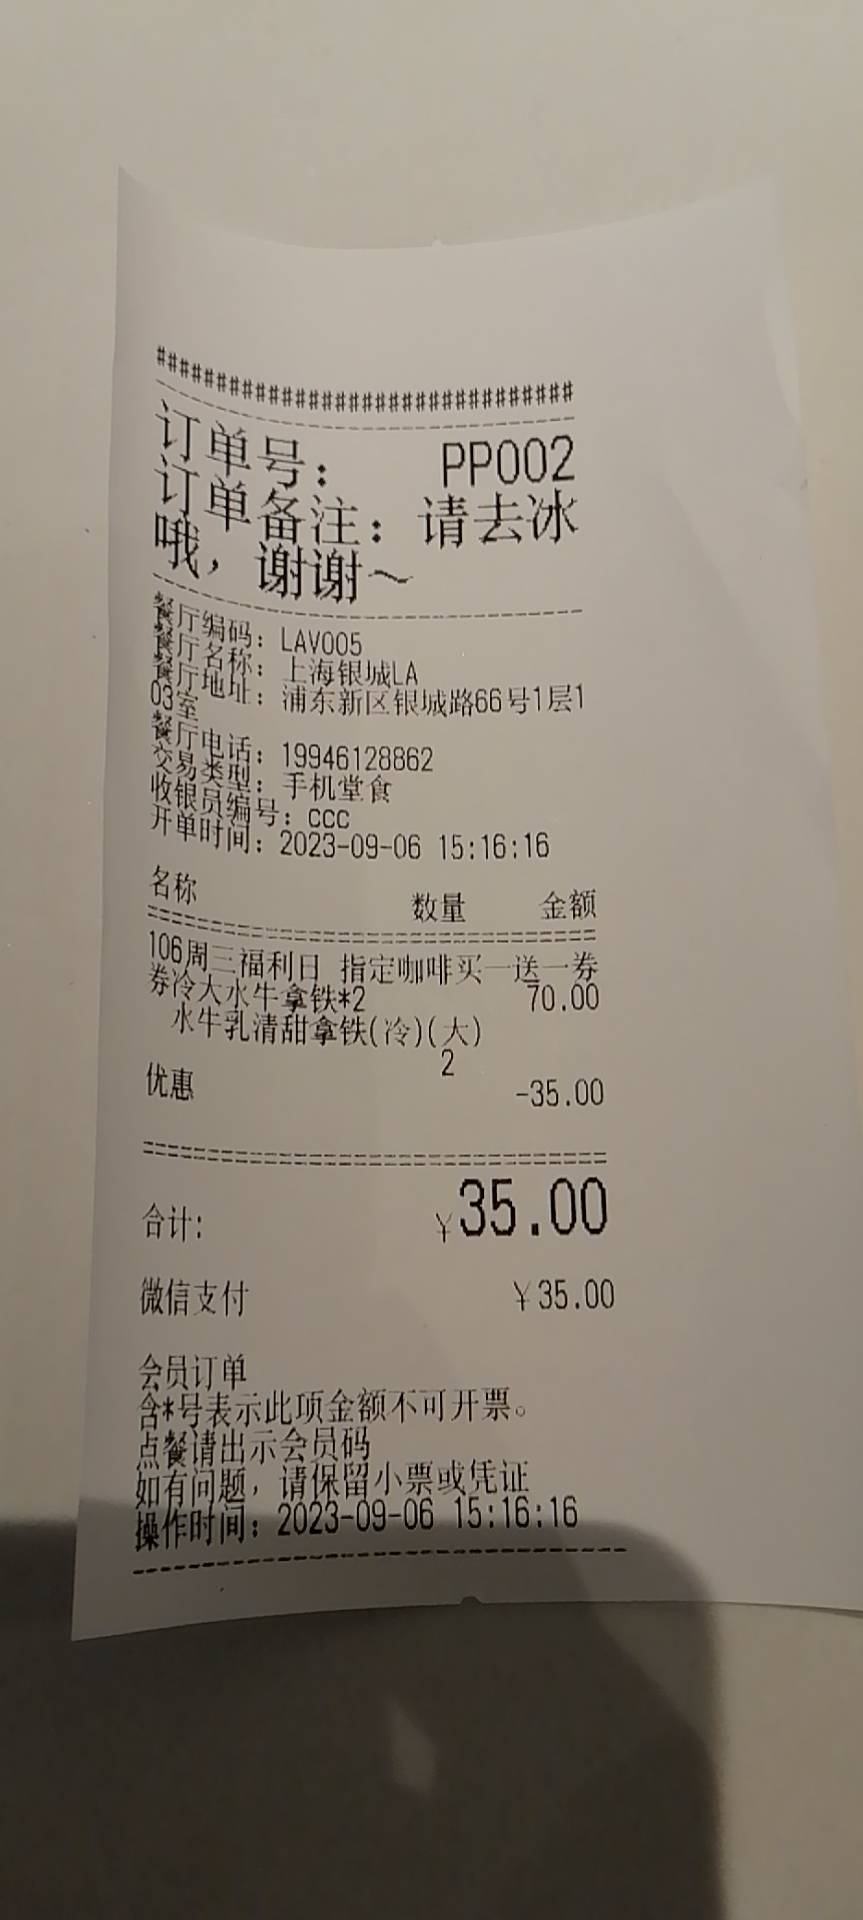 ###################################
订单号： PP002
订单备注：请去冰
哦，谢谢～
餐厅编码：LAV005
餐厅名称：上海银城LA
餐厅地址：浦东新区银城路66号1层1
03室
餐厅电话：19946128862
交易类型：手机堂食
收银员编号：ccc
开单时间：2023-09-06 15:16:16
名称 数量 金额
106周三福利日 指定咖啡买一送一券
券冷大水牛拿铁*2 70.00
水牛乳清甜拿铁(冷)(大)
2
优惠 -35.00
合计: ¥35.00
微信支付 ¥35.00
会员订单
含*号表示此项金额不可开票。
点餐请出示会员码
如有问题，请保留小票或凭证
操作时间：2023-09-06 15:16:16